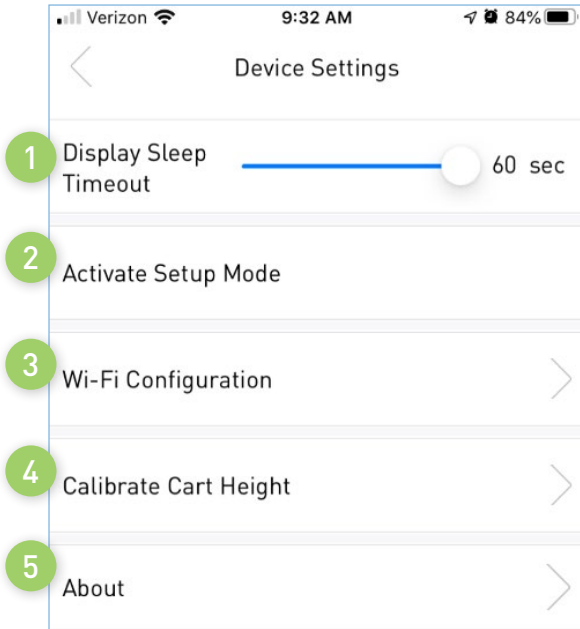 Verizon 9:32 AM 84%
Device Settings
1
Display Sleep
Timeout
60 sec
2
Activate Setup Mode
3
Wi-Fi Configuration
4
Calibrate Cart Height
5
About